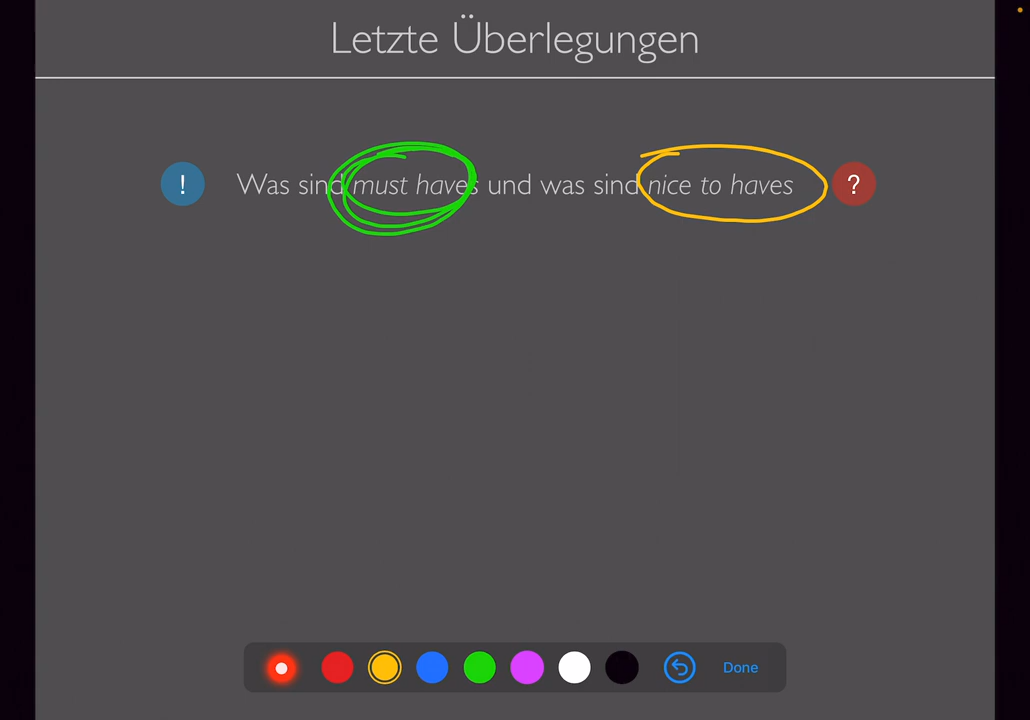 Letzte Überlegungen
! Was sind must haves und was sind nice to haves ?
Done